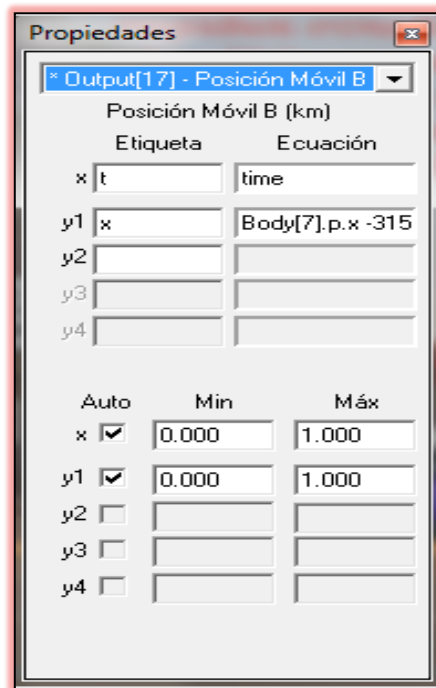 Propiedades
* Output[17] - Posición Móvil B
Posición Móvil B (km)
Etiqueta Ecuación
x t time
y1 x Body[7].p.x -315
y2
y3
y4
Auto Min Máx
x 0.000 1.000
y1 0.000 1.000
y2
y3
y4